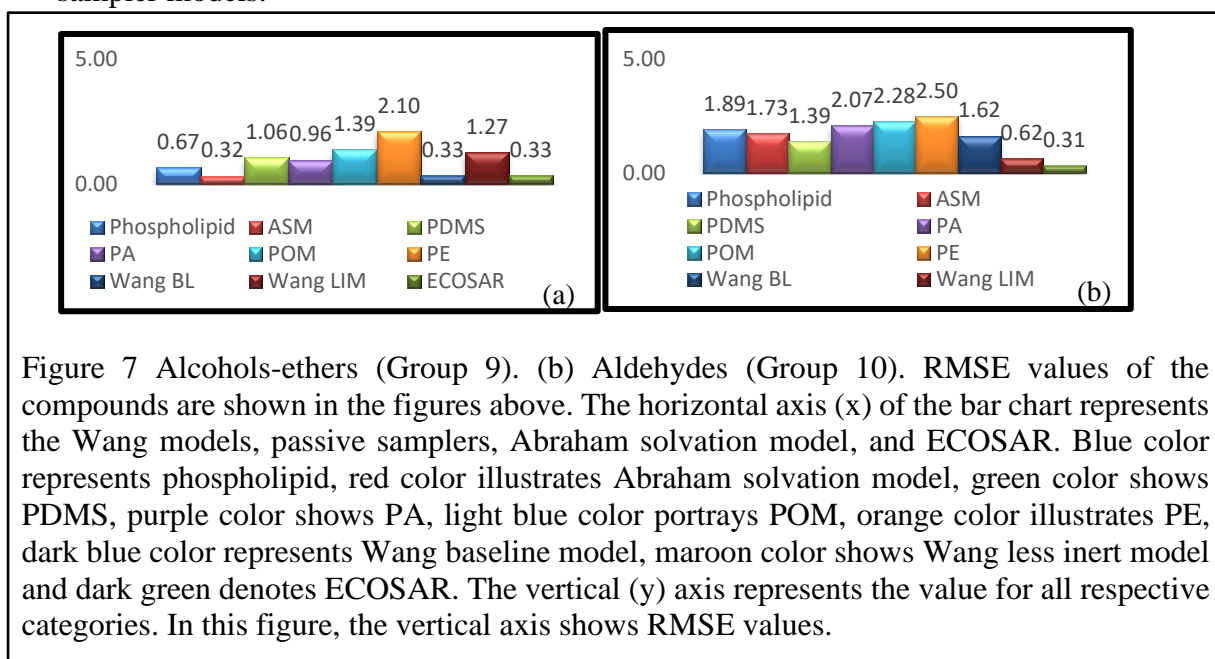 sampler models.
5.00
0.67
0.32
1.06
0.96
1.39
2.10
0.33
1.27
0.33
0.00
Phospholipid ASM PDMS
PA POM PE
Wang BL Wang LIM ECOSAR
(a)
5.00
1.89
1.73
1.39
2.07
2.28
2.50
1.62
0.62
0.31
0.00
Phospholipid ASM
PDMS PA
POM PE
Wang BL Wang LIM
(b)
Figure 7 Alcohols-ethers (Group 9). (b) Aldehydes (Group 10). RMSE values of the
compounds are shown in the figures above. The horizontal axis (x) of the bar chart represents
the Wang models, passive samplers, Abraham solvation model, and ECOSAR. Blue color
represents phospholipid, red color illustrates Abraham solvation model, green color shows
PDMS, purple color shows PA, light blue color portrays POM, orange color illustrates PE,
dark blue color represents Wang baseline model, maroon color shows Wang less inert model
and dark green denotes ECOSAR. The vertical (y) axis represents the value for all respective
categories. In this figure, the vertical axis shows RMSE values.